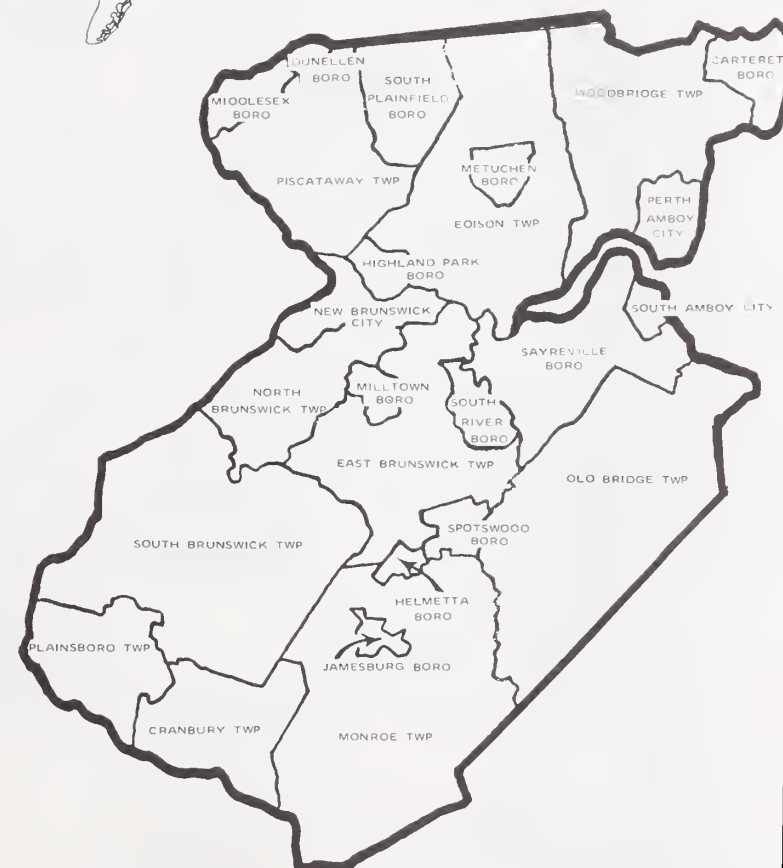 DUNELLEN
BORO
MIDDLESEX
BORO
SOUTH
PLAINFIELD
BORO
WOODBRIDGE TWP
CARTERET
BORO
METUCHEN
BORO
PISCATAWAY TWP
EDISON TWP
PERTH
AMBOY
CITY
HIGHLAND PARK
BORO
NEW BRUNSWICK
CITY
SOUTH AMBOY CITY
SAYREVILLE
BORO
NORTH
BRUNSWICK TWP
MILLTOWN
BORO
SOUTH
RIVER
BORO
EAST BRUNSWICK TWP
OLD BRIDGE TWP
SPOTSWOOD
BORO
SOUTH BRUNSWICK TWP
HELMETTA
BORO
PLAINSBORO TWP
JAMESBURG BORO
CRANBURY TWP
MONROE TWP